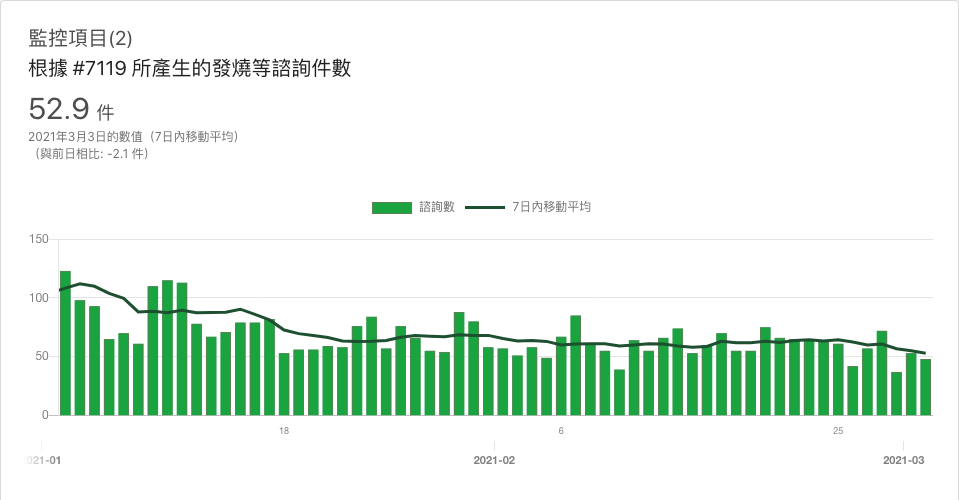 監控項目(2)
根據 #7119 所產生的發燒等諮詢件數
52.9 件
2021年3月3日的數值（7日內移動平均）
（與前日相比: -2.1 件）
諮詢數 7日內移動平均
150
100
50
0
18 6 25
021-01 2021-02 2021-03